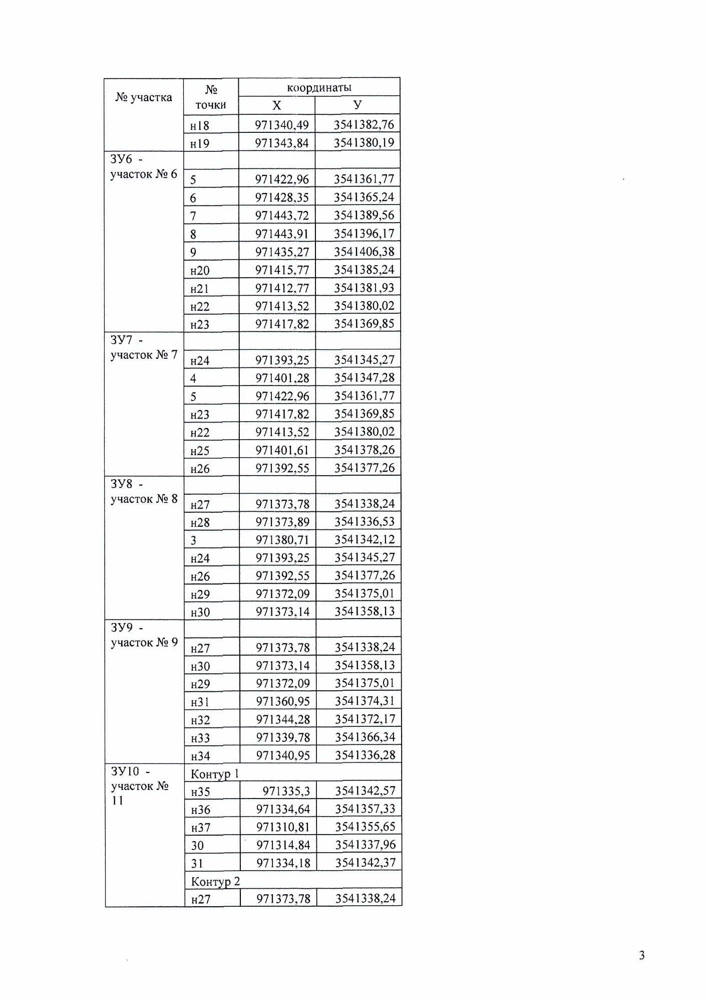 № участка № точки координаты
Х У
н18 971340,49 3541382,76
н19 971343,84 3541380,19
ЗУ6 -
участок № 6
5 971422,96 3541361,77
6 971428,35 3541365,24
7 971443,72 3541389,56
8 971443,91 3541396,17
9 971435,27 3541406,38
н20 971415,77 3541385,24
н21 971412,77 3541381,93
н22 971413,52 3541380,02
н23 971417,82 3541369,85
ЗУ7 -
участок № 7
н24 971393,25 3541345,27
4 971401,28 3541347,28
5 971422,96 3541361,77
н23 971417,82 3541369,85
н22 971413,52 3541380,02
н25 971401,61 3541378,26
н26 971392,55 3541377,26
ЗУ8 -
участок № 8
н27 971373,78 3541338,24
н28 971373,89 3541336,53
3 971380,71 3541342,12
н24 971393,25 3541345,27
н26 971392,55 3541377,26
н29 971372,09 3541375,01
н30 971373,14 3541358,13
ЗУ9 -
участок № 9
н27 971373,78 3541338,24
н30 971373,14 3541358,13
н29 971372,09 3541375,01
н31 971360,95 3541374,31
н32 971344,28 3541372,17
н33 971339,78 3541366,34
н34 971340,95 3541336,28
ЗУ10 -
участок №
11
Контур 1
н35 971335,3 3541342,57
н36 971334,64 3541357,33
н37 971310,81 3541355,65
30 971314,84 3541337,96
31 971334,18 3541342,37
Контур 2
н27 971373,78 3541338,24
3